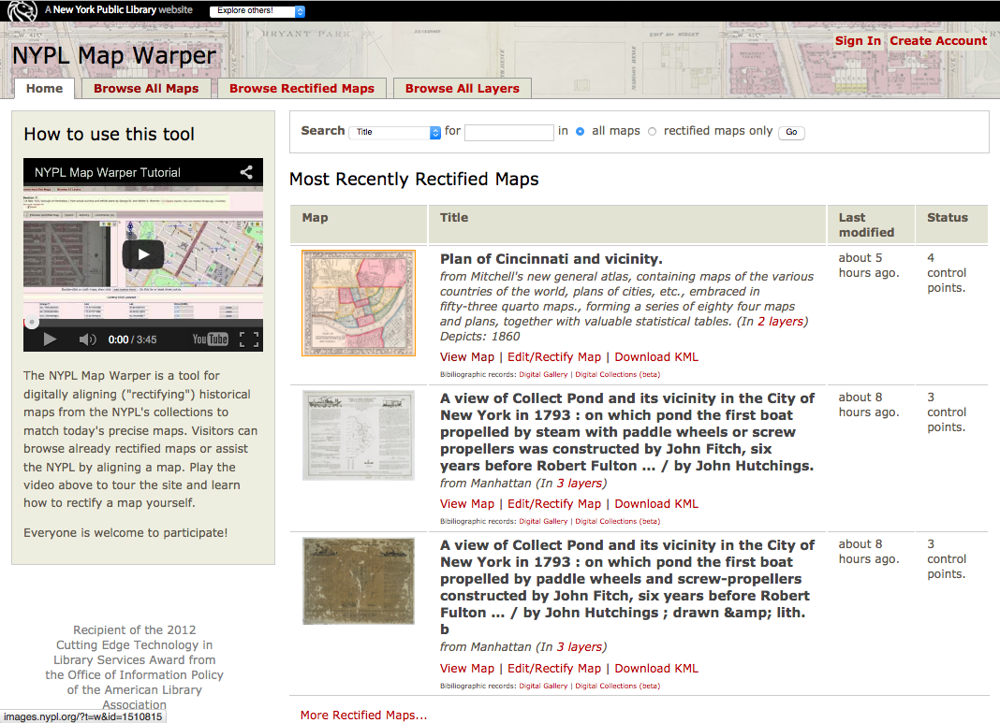 A New York Public Library website
Explore others!
BRYANT PARK
NYPL Map Warper
Sign In Create Account
Home
Browse All Maps
Browse Rectified Maps
Browse All Layers
How to use this tool
NYPL Map Warper Tutorial
0:00 / 3:45
YouTube
The NYPL Map Warper is a tool for
digitally aligning ("rectifying") historical
maps from the NYPL's collections to
match today's precise maps. Visitors can
browse already rectified maps or assist
the NYPL by aligning a map. Play the
video above to tour the site and learn
how to rectify a map yourself.
Everyone is welcome to participate!
Recipient of the 2012
Cutting Edge Technology in
Library Services Award from
the Office of Information Policy
of the American Library
Association
images.nypl.org/?t=w&id=1510815
Search Title for in all maps rectified maps only Go
Most Recently Rectified Maps
Map
Title
Last
modified
Status
Plan of Cincinnati and vicinity.
from Mitchell's new general atlas, containing maps of the various
countries of the world, plans of cities, etc., embraced in
fifty-three quarto maps., forming a series of eighty four maps
and plans, together with valuable statistical tables. (In 2 layers)
Depicts: 1860
View Map | Edit/Rectify Map | Download KML
Bibiliographic records: Digital Gallery | Digital Collections (beta)
about 5
hours ago.
4
control
points.
A view of Collect Pond and its vicinity in the City of
New York in 1793 : on which pond the first boat
propelled by steam with paddle wheels or screw
propellers was constructed by John Fitch, six
years before Robert Fulton ... / by John Hutchings.
from Manhattan (In 3 layers)
View Map | Edit/Rectify Map | Download KML
Bibiliographic records: Digital Gallery | Digital Collections (beta)
about 8
hours ago.
3
control
points.
A view of Collect Pond and its vicinity in the City of
New York in 1793 : on which pond the first boat
propelled by paddle wheels and screw-propellers
constructed by John Fitch, six years before Robert
Fulton ... / by John Hutchings ; drawn &amp; lith.
b
from Manhattan (In 3 layers)
View Map | Edit/Rectify Map | Download KML
Bibiliographic records: Digital Gallery | Digital Collections (beta)
about 8
hours ago.
3
control
points.
More Rectified Maps...